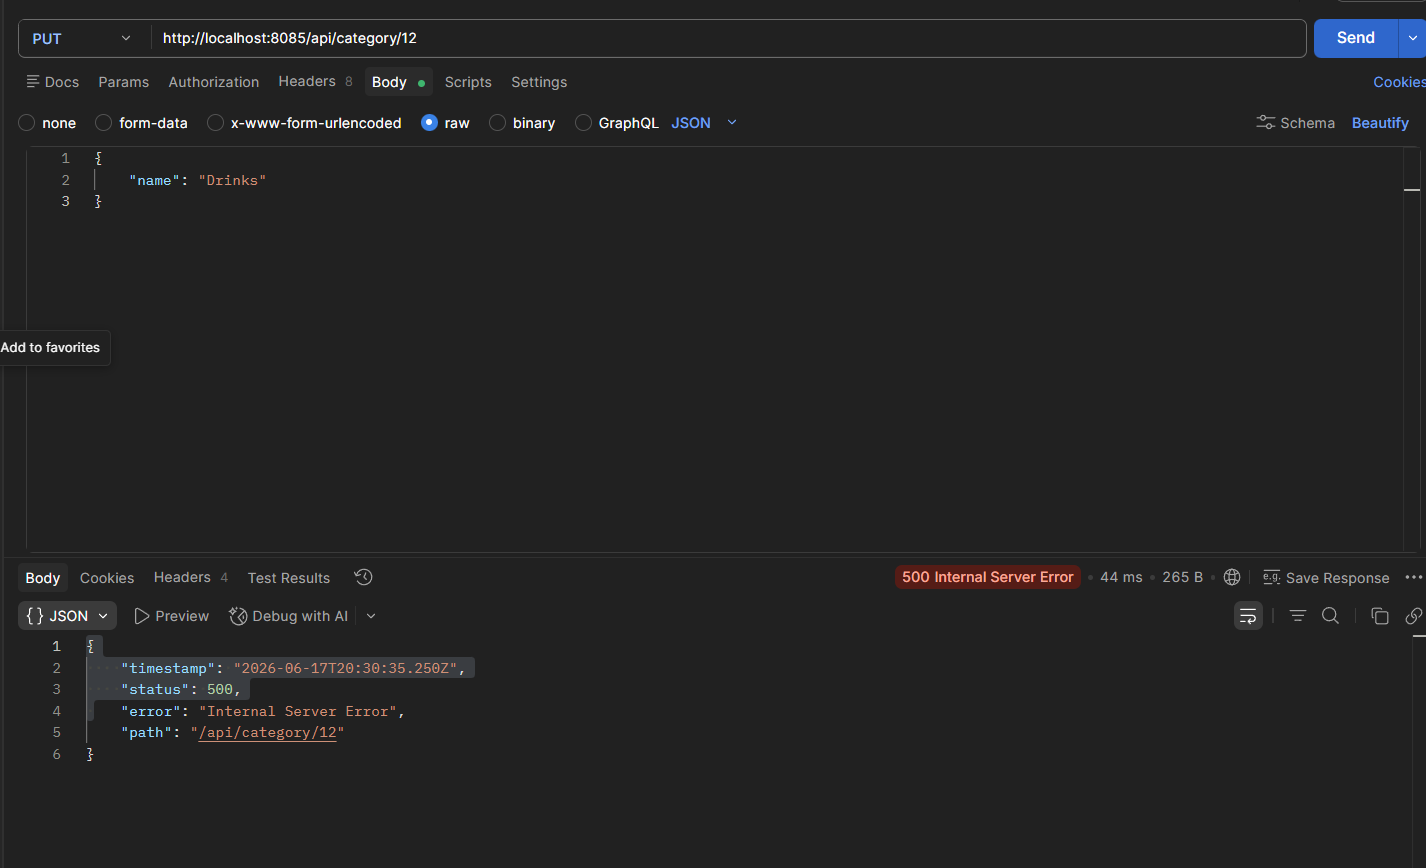 PUT http://localhost:8085/api/category/12 Send
Docs Params Authorization Headers 8 Body Scripts Settings Cookies
none form-data x-www-form-urlencoded raw binary GraphQL JSON Schema Beautify
1 {
2 "name": "Drinks"
3 }
Add to favorites
Body Cookies Headers 4 Test Results 500 Internal Server Error • 44 ms • 265 B • e.g. Save Response
{} JSON Preview Debug with AI
1 {
2 "timestamp": "2026-06-17T20:30:35.250Z",
3 "status": 500,
4 "error": "Internal Server Error",
5 "path": "/api/category/12"
6 }